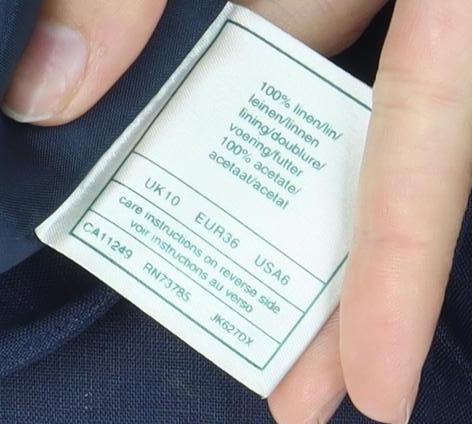 100% linen/lin/
leinen/linnen
lining/doublure/
voering/futter
100% acetate/
acetaat/acetat
UK10 EUR36 USA6
care instructions on reverse side
voir instructions au verso
CA11249 RN73785 JK627DX